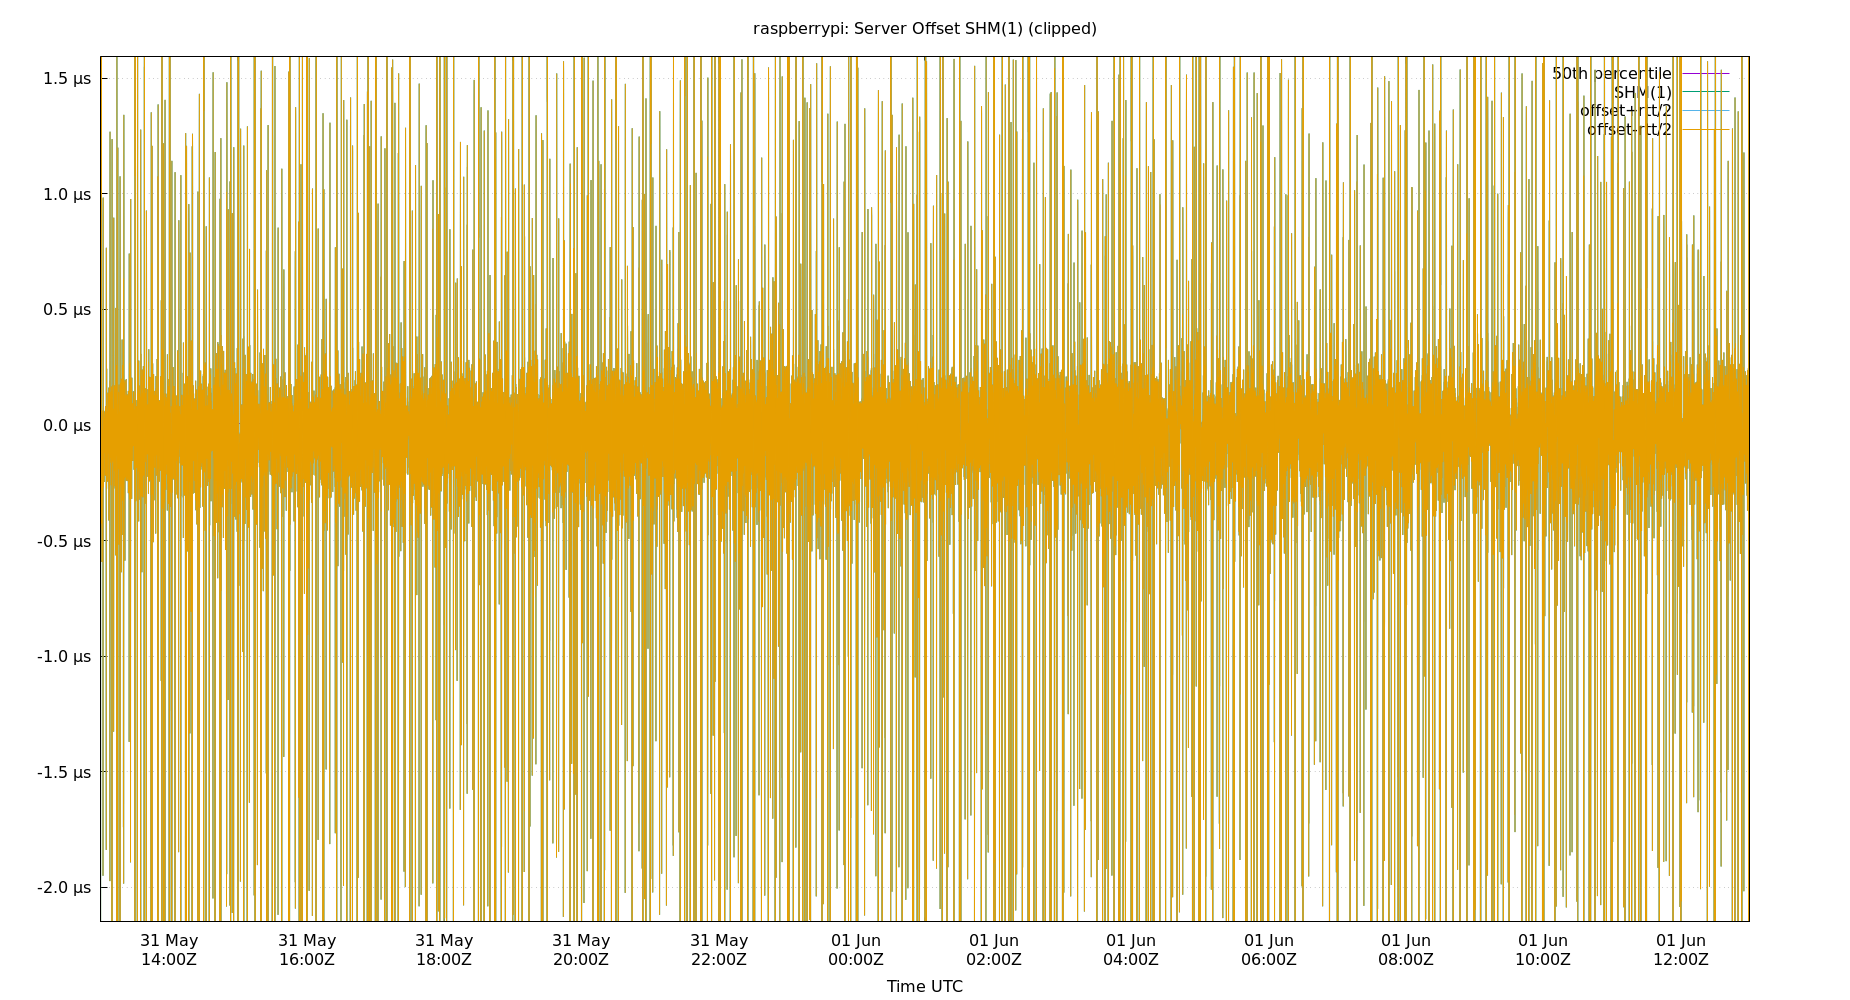 raspberrypi: Server Offset SHM(1) (clipped)
50th percentile
SHM(1)
offset+rtt/2
offset-rtt/2
1.5 µs
1.0 µs
0.5 µs
0.0 µs
-0.5 µs
-1.0 µs
-1.5 µs
-2.0 µs
31 May 31 May 31 May 31 May 31 May 01 Jun 01 Jun 01 Jun 01 Jun 01 Jun 01 Jun 01 Jun
14:00Z 16:00Z 18:00Z 20:00Z 22:00Z 00:00Z 02:00Z 04:00Z 06:00Z 08:00Z 10:00Z 12:00Z
Time UTC